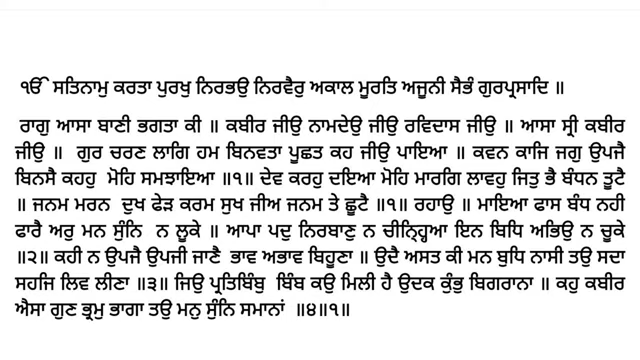 ੴ ਸਤਿਨਾਮੁ ਕਰਤਾ ਪੁਰਖੁ ਨਿਰਭਉ ਨਿਰਵੈਰੁ ਅਕਾਲ ਮੂਰਤਿ ਅਜੂਨੀ ਸੈਭੰ ਗੁਰਪ੍ਰਸਾਦਿ ॥
ਰਾਗੁ ਆਸਾ ਬਾਣੀ ਭਗਤਾ ਕੀ ॥ ਕਬੀਰ ਜੀਉ ਨਾਮਦੇਉ ਜੀਉ ਰਵਿਦਾਸ ਜੀਉ ॥ ਆਸਾ ਸ੍ਰੀ ਕਬੀਰ
ਜੀਉ ॥ ਗੁਰ ਚਰਣ ਲਾਗਿ ਹਮ ਬਿਨਵਤਾ ਪੂਛਤ ਕਹ ਜੀਉ ਪਾਇਆ ॥ ਕਵਨ ਕਾਜਿ ਜਗੁ ਉਪਜੈ
ਬਿਨਸੈ ਕਹਹੁ ਮੋਹਿ ਸਮਝਾਇਆ ॥੧॥ ਦੇਵ ਕਰਹੁ ਦਇਆ ਮੋਹਿ ਮਾਰਗਿ ਲਾਵਹੁ ਜਿਤੁ ਭੈ ਬੰਧਨ ਤੂਟੈ
॥ ਜਨਮ ਮਰਨ ਦੁਖ ਫੇੜ ਕਰਮ ਸੁਖ ਜੀਅ ਜਨਮ ਤੇ ਛੂਟੈ ॥੧॥ ਰਹਾਉ ॥ ਮਾਇਆ ਫਾਸ ਬੰਧ ਨਹੀ
ਫਾਰੈ ਅਰੁ ਮਨ ਸੁੰਨਿ ਨ ਲੂਕੇ ॥ ਆਪਾ ਪਦੁ ਨਿਰਬਾਣੁ ਨ ਚੀਨ੍ਹਿਆ ਇਨ ਬਿਧਿ ਅਭਿਉ ਨ ਚੂਕੇ
॥੨॥ ਕਹੀ ਨ ਉਪਜੈ ਉਪਜੀ ਜਾਣੈ ਭਾਵ ਅਭਾਵ ਬਿਹੂਣਾ ॥ ਉਦੈ ਅਸਤ ਕੀ ਮਨ ਬੁਧਿ ਨਾਸੀ ਤਉ ਸਦਾ
ਸਹਜਿ ਲਿਵ ਲੀਣਾ ॥੩॥ ਜਿਉ ਪ੍ਰਤਿਬਿੰਬੁ ਬਿੰਬ ਕਉ ਮਿਲੀ ਹੈ ਉਦਕ ਕੁੰਭੁ ਬਿਗਰਾਨਾ ॥ ਕਹੁ ਕਬੀਰ
ਐਸਾ ਗੁਣ ਭ੍ਰਮੁ ਭਾਗਾ ਤਉ ਮਨੁ ਸੁੰਨਿ ਸਮਾਨਾਂ ॥੪॥੧॥